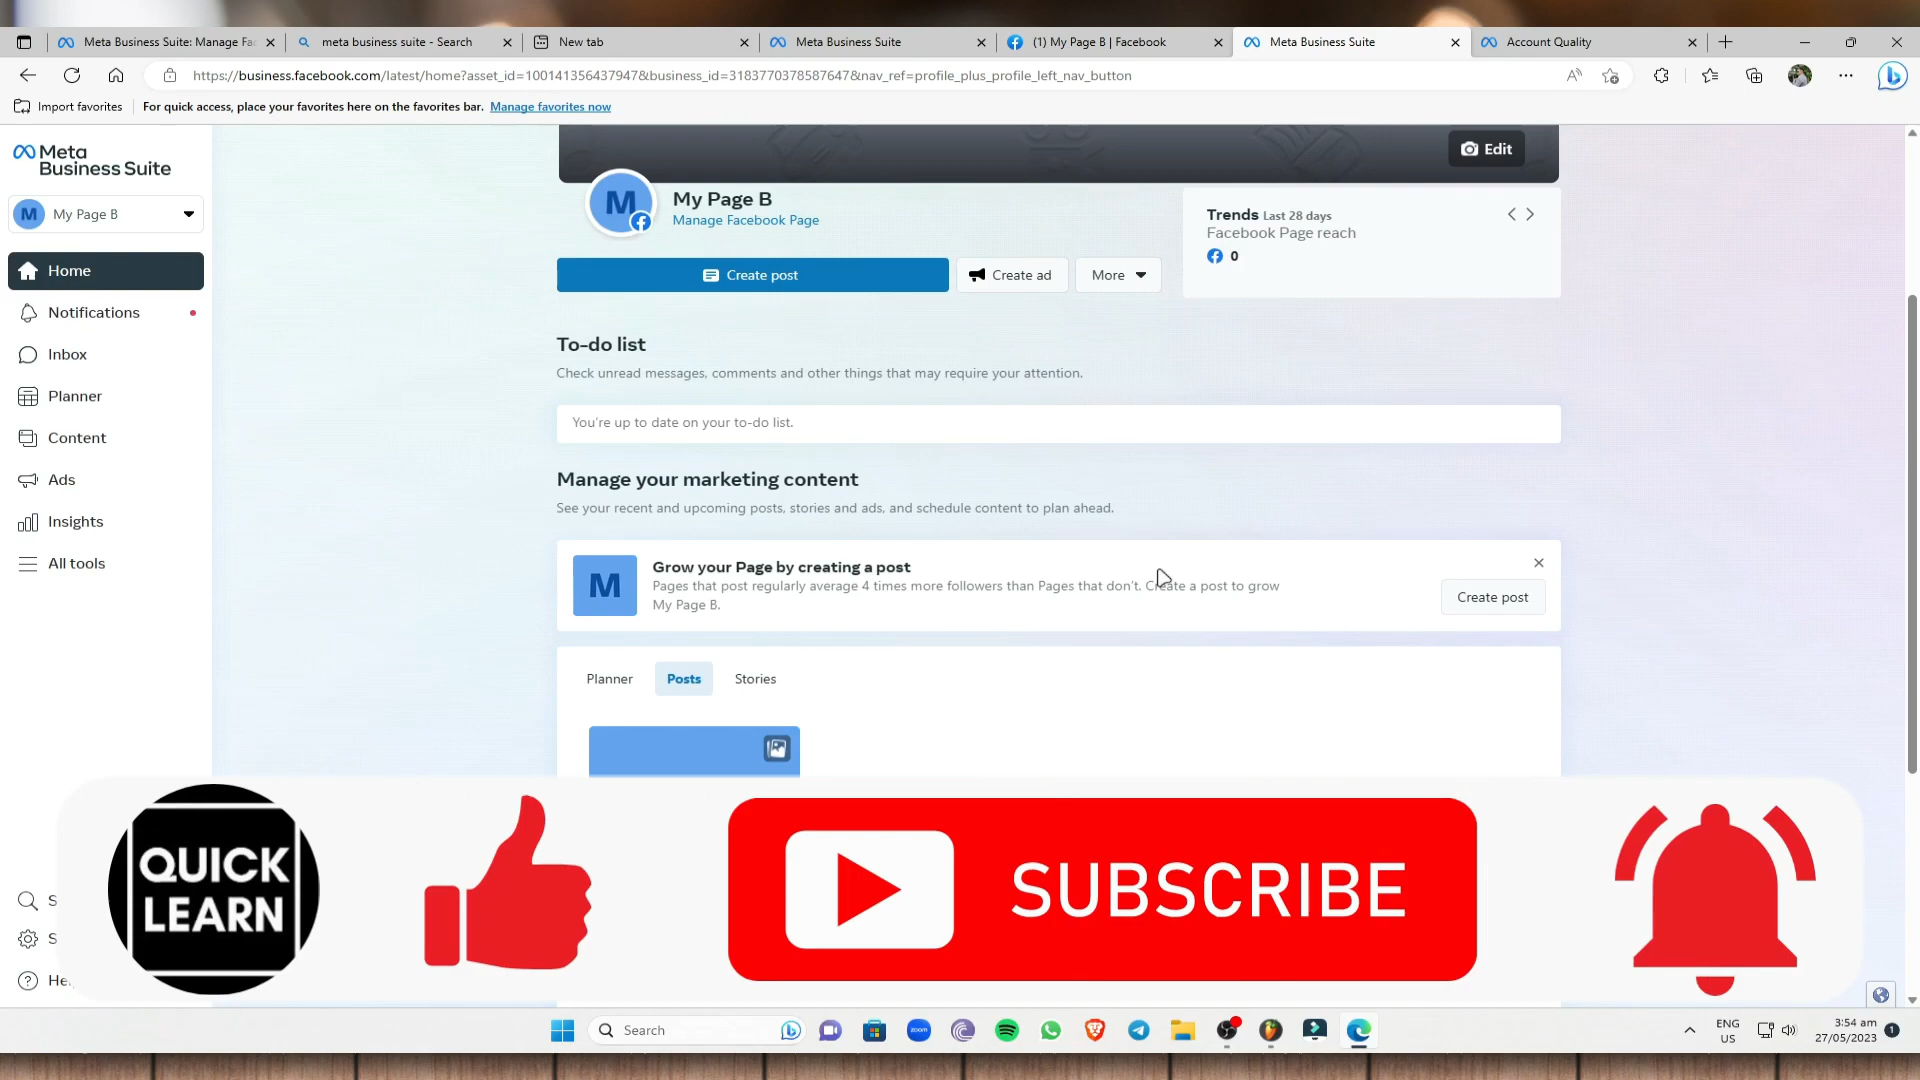 Meta Business Suite: Manage Fa
meta business suite - Search
New tab
Meta Business Suite
(1) My Page B | Facebook
Meta Business Suite
Account Quality
https://business.facebook.com/latest/home?asset_id=100141356437947&business_id=3183770378587647&nav_ref=profile_plus_profile_left_nav_button
Import favorites
For quick access, place your favorites here on the favorites bar. Manage favorites now
Meta
Business Suite
M My Page B
Home
Notifications
Inbox
Planner
Content
Ads
Insights
All tools
S
S
He
Edit
M
My Page B
Manage Facebook Page
Create post
Create ad
More
Trends Last 28 days
Facebook Page reach
0
To-do list
Check unread messages, comments and other things that may require your attention.
You're up to date on your to-do list.
Manage your marketing content
See your recent and upcoming posts, stories and ads, and schedule content to plan ahead.
M
Grow your Page by creating a post
Pages that post regularly average 4 times more followers than Pages that don't. Create a post to grow
My Page B.
Create post
Planner
Posts
Stories
QUICK
LEARN
SUBSCRIBE
Search
zoom
ENG
US
3:54 am
27/05/2023
1